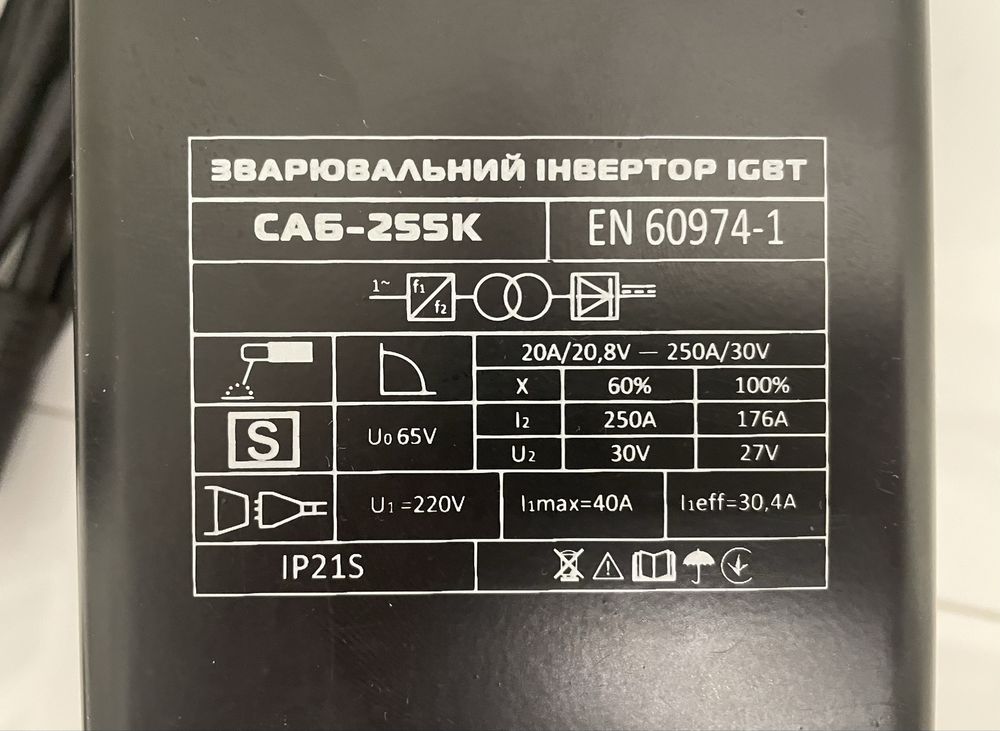 ЗВАРЮВАЛЬНИЙ ІНВЕРТОР IGBT
САБ-255К EN 60974-1
1~ f1 f2
20A/20,8V — 250A/30V
X 60% 100%
I2 250A 176A
S U0 65V
U2 30V 27V
U1 =220V I1max=40A I1eff=30,4A
IP21S